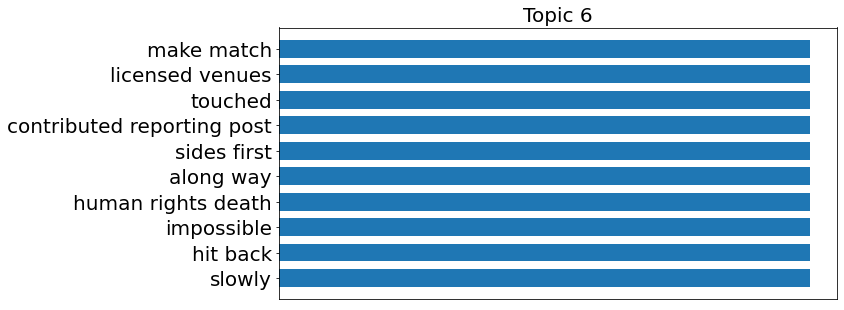 Topic 6
make match
licensed venues
touched
contributed reporting post
sides first
along way
human rights death
impossible
hit back
slowly